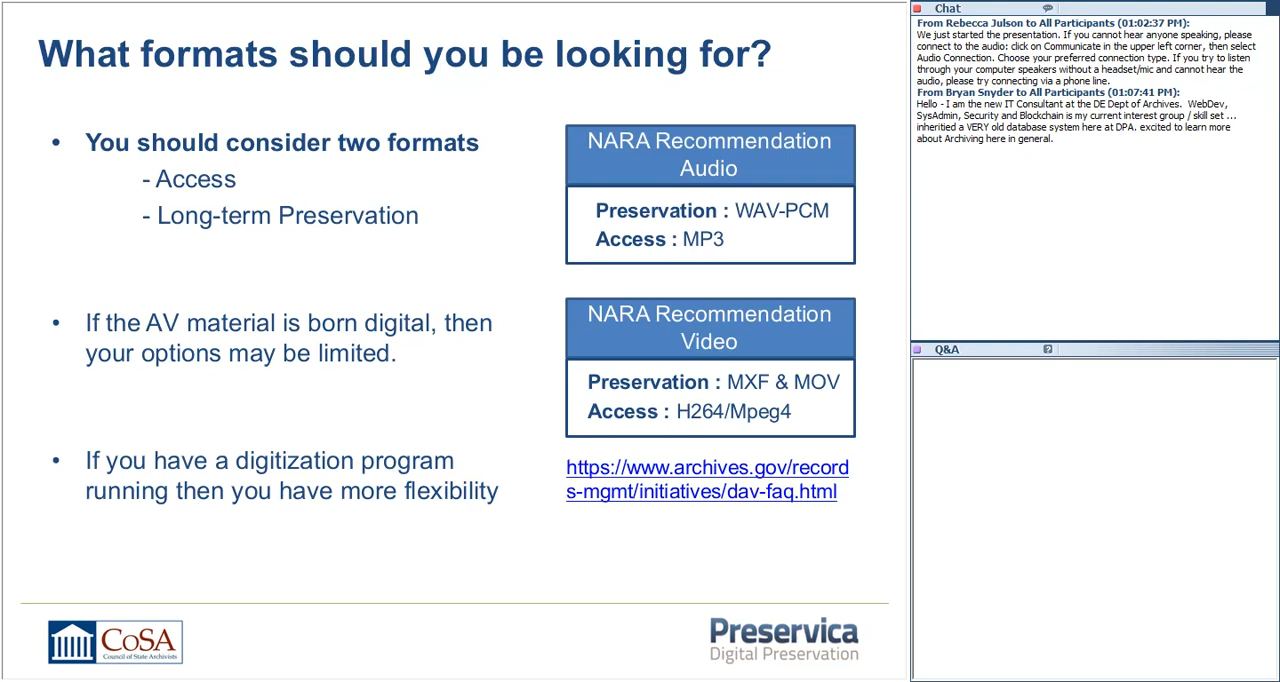 What formats should you be looking for?
• You should consider two formats
- Access
- Long-term Preservation
• If the AV material is born digital, then
your options may be limited.
• If you have a digitization program
running then you have more flexibility
NARA Recommendation
Audio
Preservation : WAV-PCM
Access : MP3
NARA Recommendation
Video
Preservation : MXF & MOV
Access : H264/Mpeg4
https://www.archives.gov/record
s-mgmt/initiatives/dav-faq.html
CoSA
Council of State Archivists
Preservica
Digital Preservation
Chat
From Rebecca Julson to All Participants (01:02:37 PM):
We just started the presentation. If you cannot hear anyone speaking, please
connect to the audio: click on Communicate in the upper left corner, then select
Audio Connection. Choose your preferred connection type. If you try to listen
through your computer speakers without a headset/mic and cannot hear the
audio, please try connecting via a phone line.
From Bryan Snyder to All Participants (01:07:41 PM):
Hello - I am the new IT Consultant at the DE Dept of Archives. WebDev,
SysAdmin, Security and Blockchain is my current interest group / skill set ...
inheritied a VERY old database system here at DPA. excited to learn more
about Archiving here in general.
Q&A